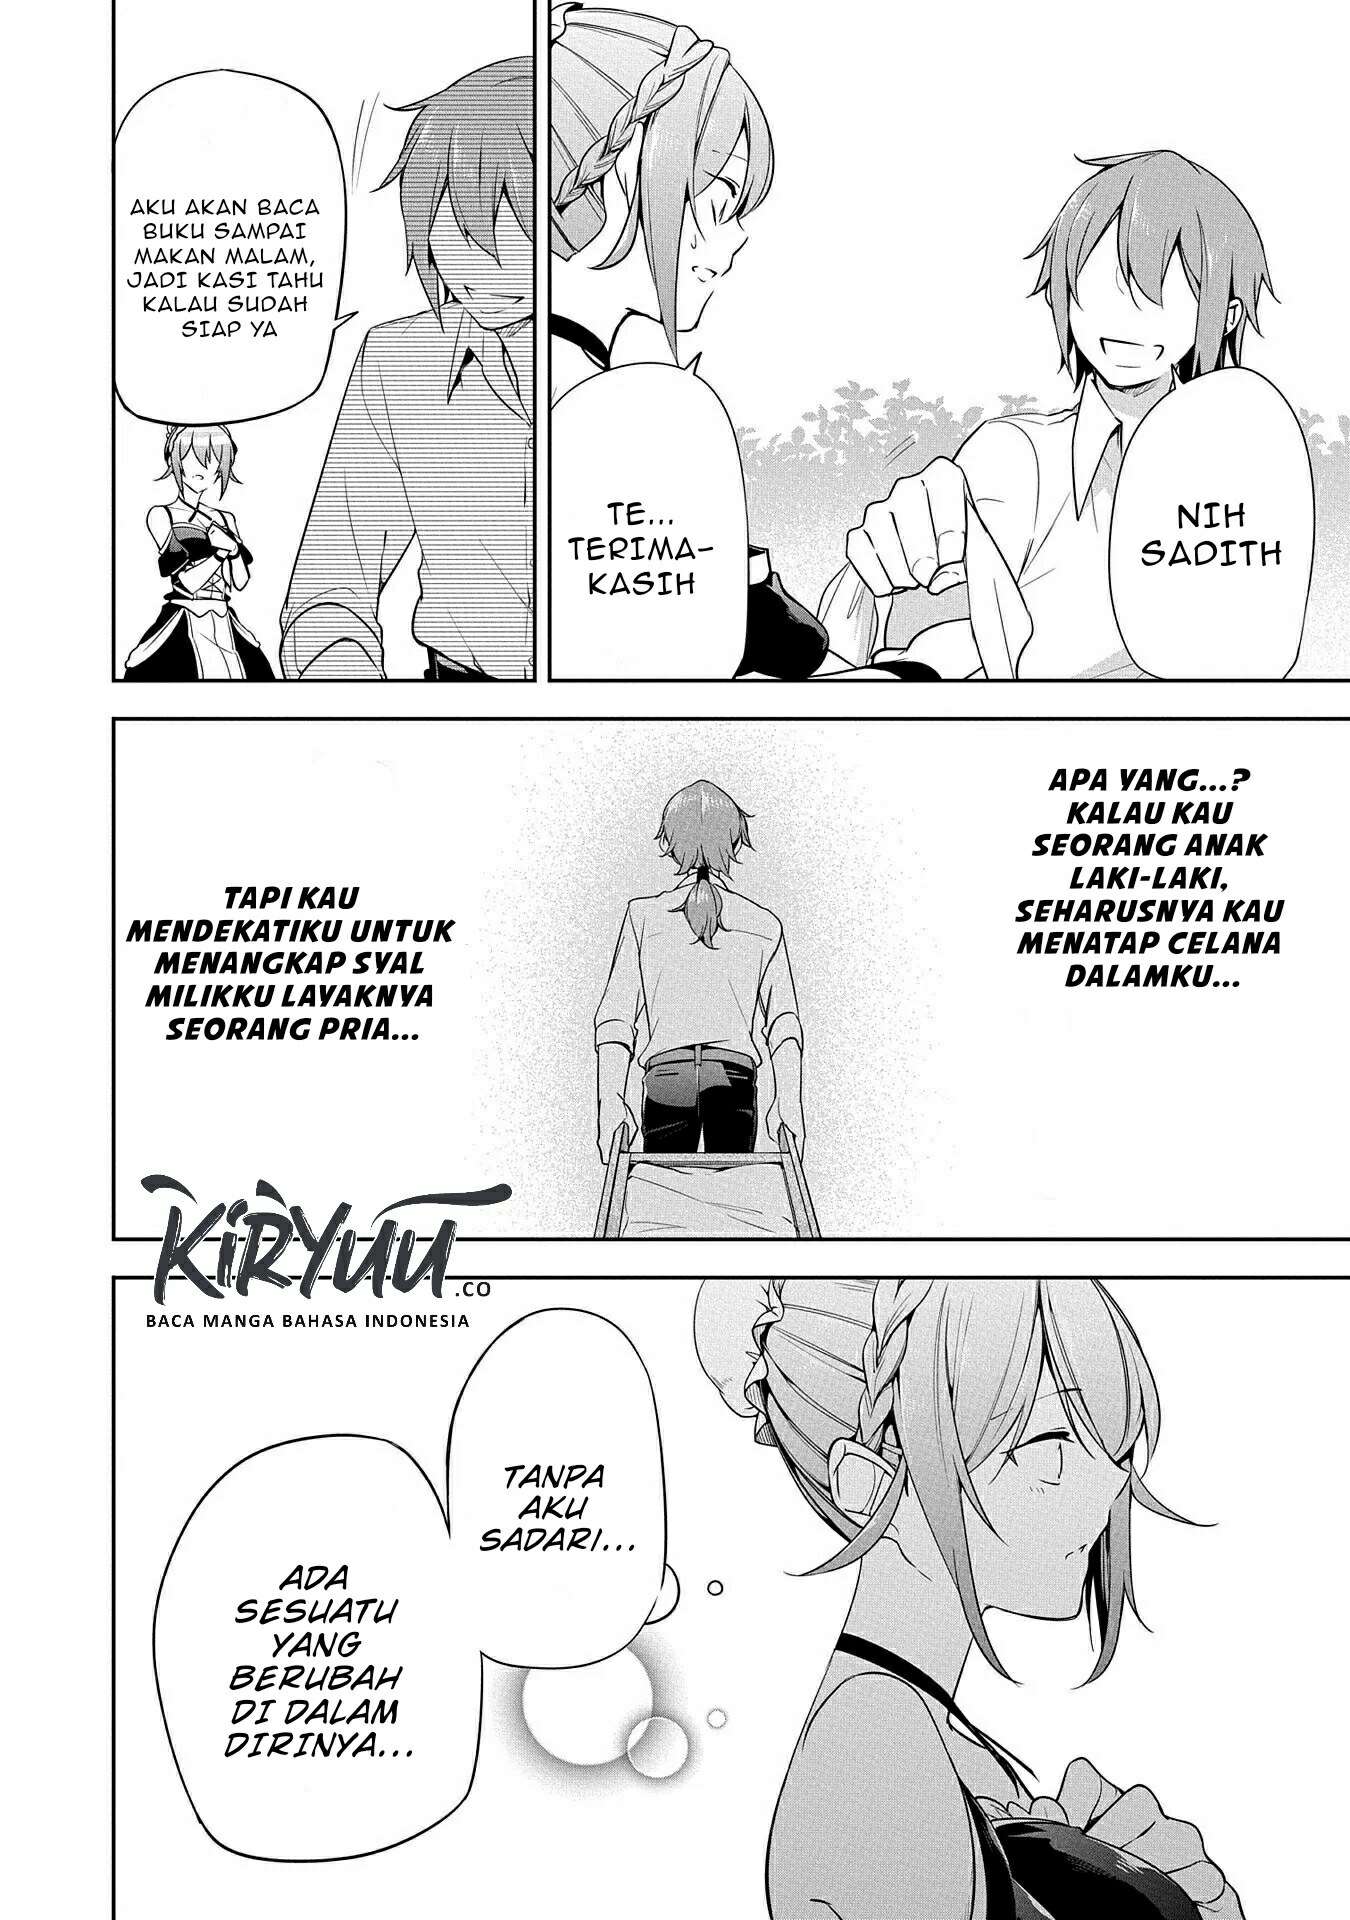 NIH
SADITH
TE...
TERIMA-
KASIH
AKU AKAN BACA
BUKU SAMPAI
MAKAN MALAM,
JADI KASI TAHU
KALAU SUDAH
SIAP YA
APA YANG...?
KALAU KAU
SEORANG ANAK
LAKI-LAKI,
SEHARUSNYA KAU
MENATAP CELANA
DALAMKU...
TAPI KAU
MENDEKATIKU UNTUK
MENANGKAP SYAL
MILIKKU LAYAKNYA
SEORANG PRIA...
KIRYUU.CO
BACA MANGA BAHASA INDONESIA
TANPA
AKU
SADARI...
ADA
SESUATU
YANG
BERUBAH
DI DALAM
DIRINYA...